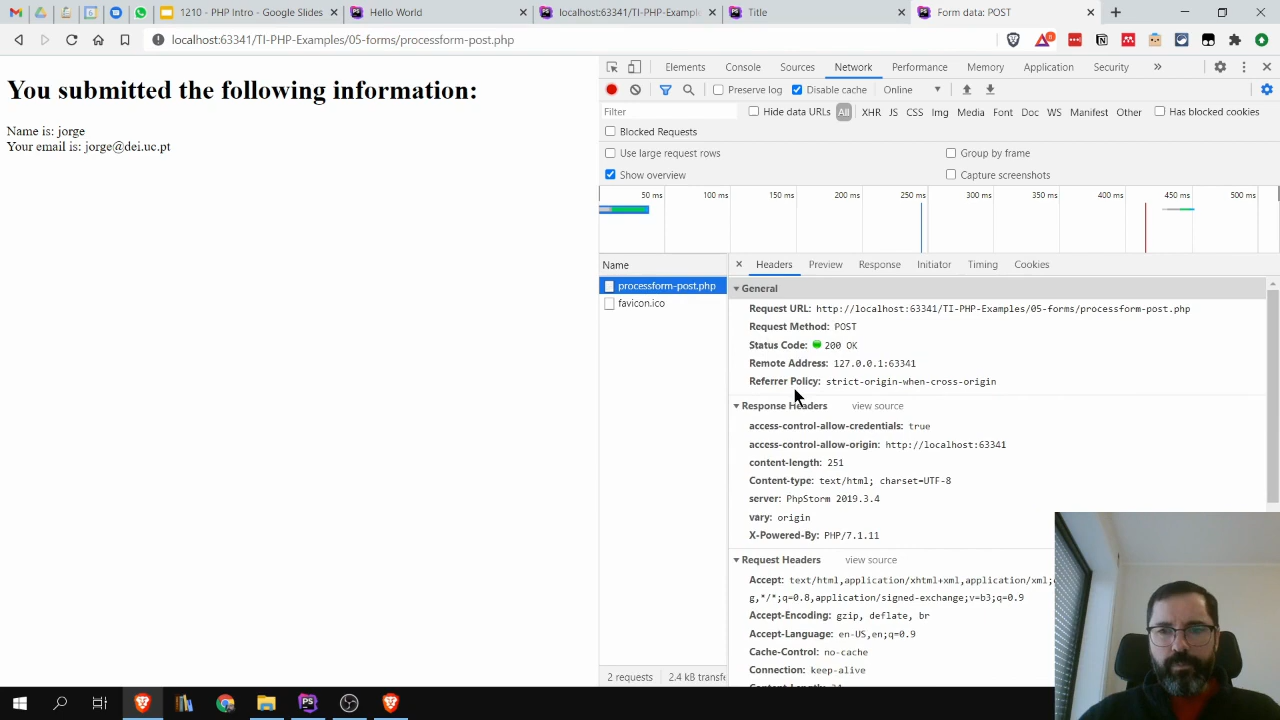 1210 - PHP Intro - Google Slides
Hello World
localhost:63341/TI-PHP-Example
Title
Form data: POST
localhost:63341/TI-PHP-Examples/05-forms/processform-post.php
You submitted the following information:
Name is: jorge
Your email is: jorge@dei.uc.pt
Elements Console Sources Network Performance Memory Application Security
Preserve log Disable cache Online
Filter Hide data URLs All XHR JS CSS Img Media Font Doc WS Manifest Other Has blocked cookies
Blocked Requests
Use large request rows Group by frame
Show overview Capture screenshots
50 ms 100 ms 150 ms 200 ms 250 ms 300 ms 350 ms 400 ms 450 ms 500 ms
Name Headers Preview Response Initiator Timing Cookies
processform-post.php
favicon.ico
General
Request URL: http://localhost:63341/TI-PHP-Examples/05-forms/processform-post.php
Request Method: POST
Status Code: 200 OK
Remote Address: 127.0.0.1:63341
Referrer Policy: strict-origin-when-cross-origin
Response Headers view source
access-control-allow-credentials: true
access-control-allow-origin: http://localhost:63341
content-length: 251
Content-type: text/html; charset=UTF-8
server: PhpStorm 2019.3.4
vary: origin
X-Powered-By: PHP/7.1.11
Request Headers view source
Accept: text/html,application/xhtml+xml,application/xml;
g,*/*;q=0.8,application/signed-exchange;v=b3;q=0.9
Accept-Encoding: gzip, deflate, br
Accept-Language: en-US,en;q=0.9
Cache-Control: no-cache
Connection: keep-alive
2 requests 2.4 kB transfe